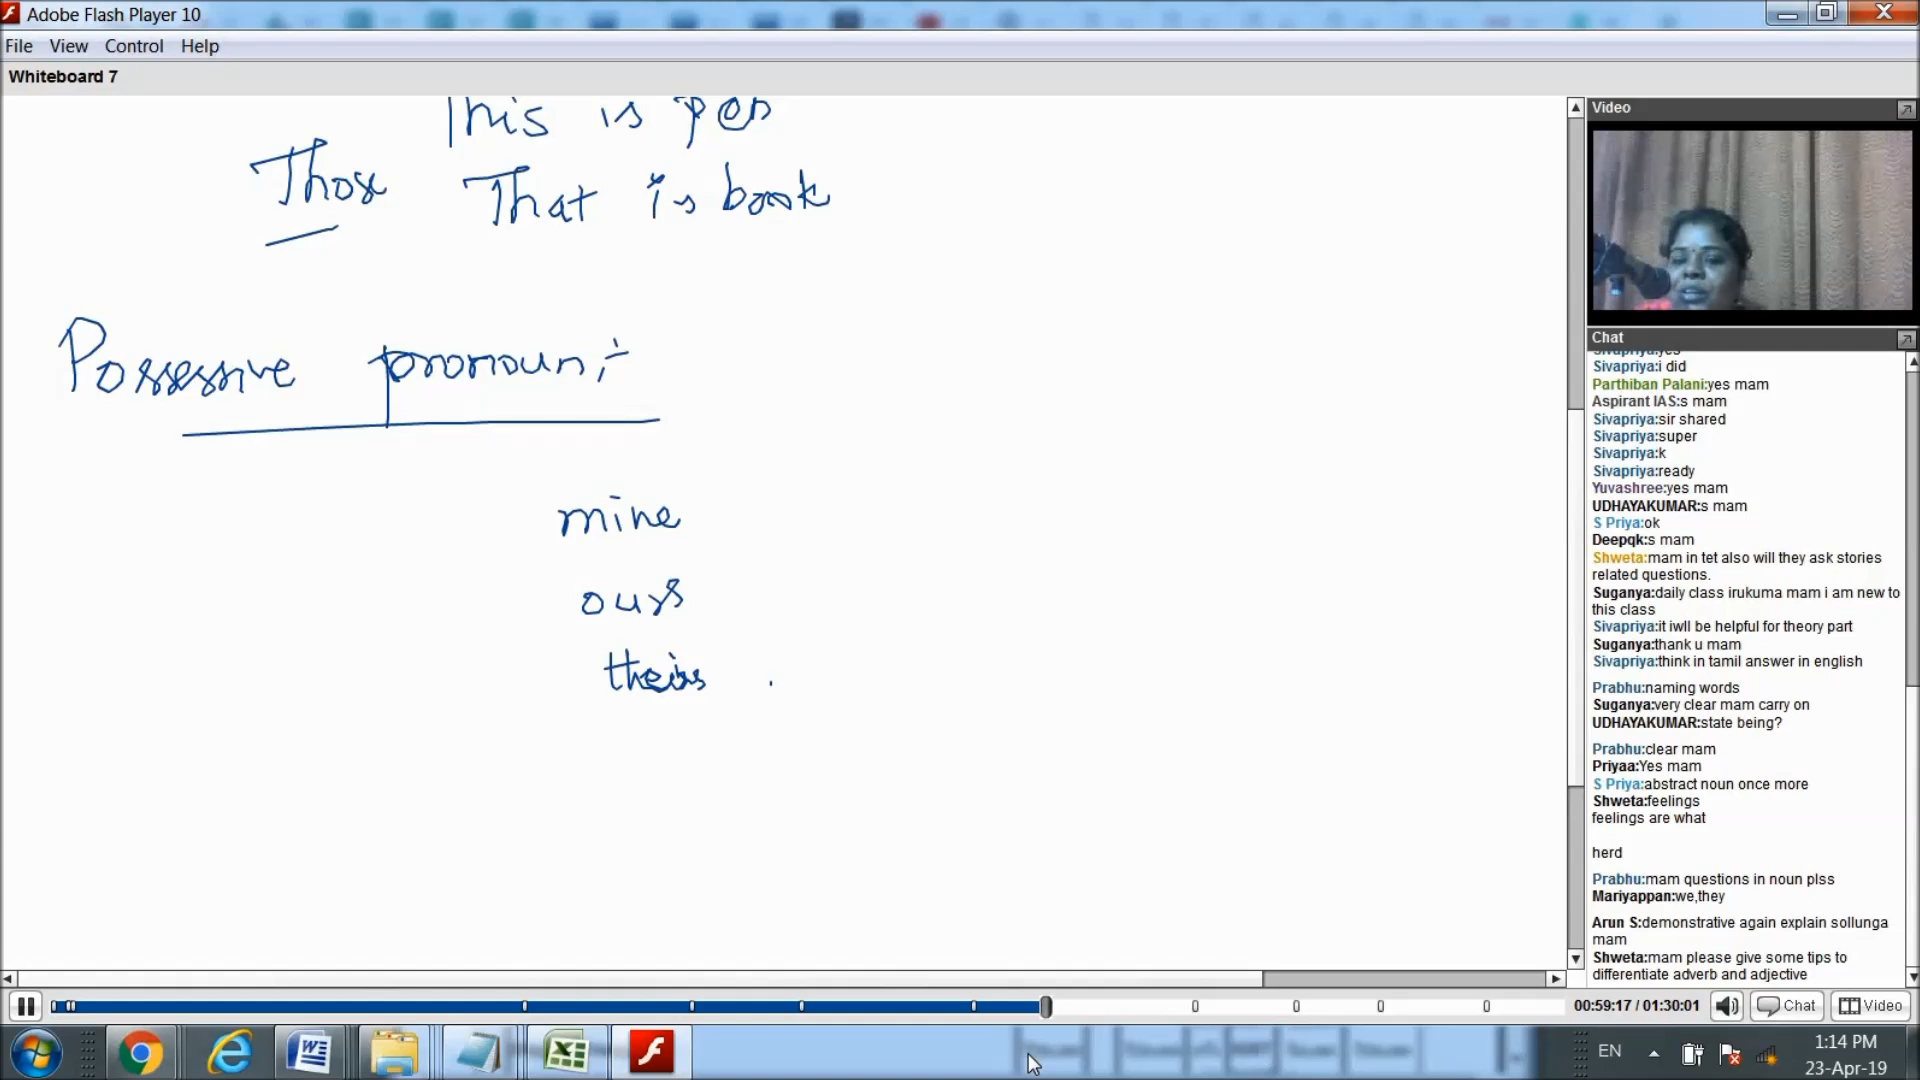 Adobe Flash Player 10
File View Control Help
Whiteboard 7
This is pen
Those That is book
Possessive pronoun :-
mine
ours
theirs
Video
Chat
Sivapriya:yes
Sivapriya:i did
Parthiban Palani:yes mam
Aspirant IAS:s mam
Sivapriya:sir shared
Sivapriya:super
Sivapriya:k
Sivapriya:ready
Yuvashree:yes mam
UDHAYAKUMAR:s mam
S Priya:ok
Deepqk:s mam
Shweta:mam in tet also will they ask stories
related questions.
Suganya:daily class irukuma mam i am new to
this class
Sivapriya:it iwll be helpful for theory part
Suganya:thank u mam
Sivapriya:think in tamil answer in english
Prabhu:naming words
Suganya:very clear mam carry on
UDHAYAKUMAR:state being?
Prabhu:clear mam
Priyaa:Yes mam
S Priya:abstract noun once more
Shweta:feelings
feelings are what
herd
Prabhu:mam questions in noun plss
Mariyappan:we,they
Arun S:demonstrative again explain sollunga
mam
Shweta:mam please give some tips to
differentiate adverb and adjective
00:59:17 / 01:30:01 Chat Video
EN 1:14 PM
23-Apr-19